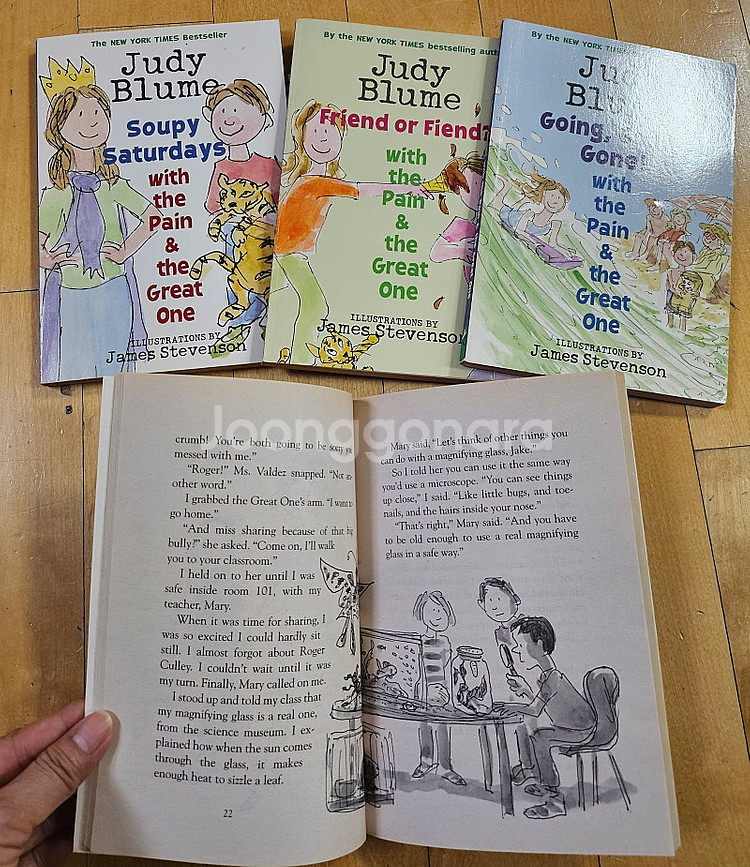 The NEW YORK TIMES Bestseller
Judy
Blume
Soupy
Saturdays
with
the
Pain
&
the
Great
One
ILLUSTRATIONS BY
James Stevenson
By the NEW YORK TIMES bestselling auth
Judy
Blume
Friend or Fiend?
with
the
Pain
&
the
Great
One
ILLUSTRATIONS BY
James Stevenson
By the NEW YORK TIMES
Ju
Bl
Going,
Gone!
with
the
Pain
&
the
Great
One
ILLUSTRATIONS BY
James Stevenson
loonggonara
crumb! You're both going to be sorry you
messed with me."
"Roger!" Ms. Valdez snapped. "Not an-
other word."
I grabbed the Great One's arm. "I want to
go home."
"And miss sharing because of that big
bully?" she asked. "Come on, I'll walk
you to your classroom."
I held on to her until I was
safe inside room 101, with my
teacher, Mary.
When it was time for sharing, I
was so excited I could hardly sit
still. I almost forgot about Roger
Culley. I couldn't wait until it was
my turn. Finally, Mary called on me.
I stood up and told my class that
my magnifying glass is a real one,
from the science museum. I ex-
plained how when the sun comes
through the glass, it makes
enough heat to sizzle a leaf.
22
Mary said, "Let's think of other things you
can do with a magnifying glass, Jake."
So I told her you can use it the same way
you'd use a microscope. "You can see things
up close," I said. "Like little bugs, and toe-
nails, and the hairs inside your nose."
"That's right," Mary said. "And you have
to be old enough to use a real magnifying
glass in a safe way."